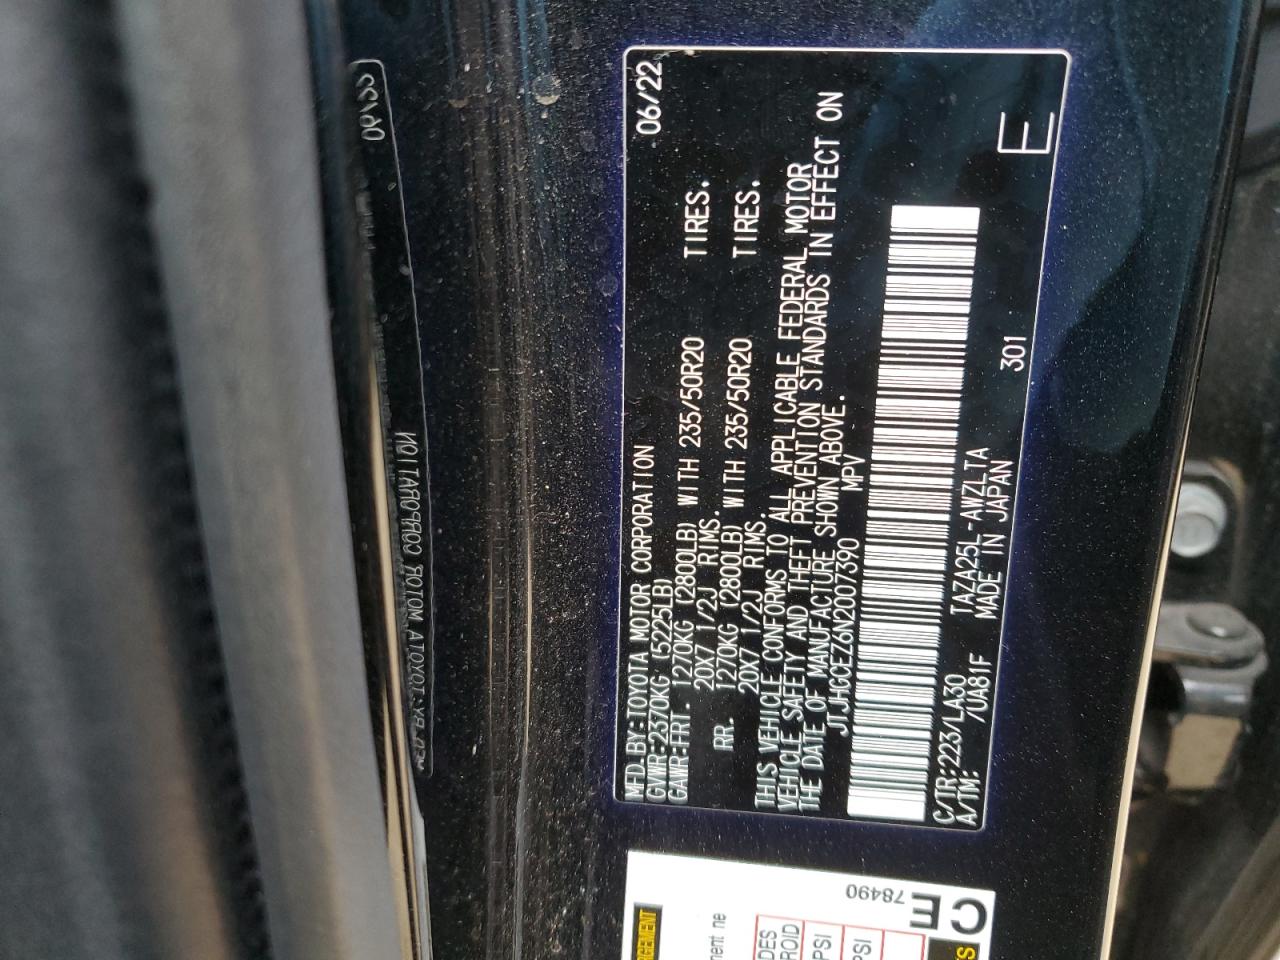 06/22
MFD.BY:TOYOTA MOTOR CORPORATION
GVWR:2370KG (5225LB)
GAWR:FRT. 1270KG (2800LB) WITH 235/50R20 TIRES.
20X7 1/2J RIMS.
RR. 1270KG (2800LB) WITH 235/50R20 TIRES.
20X7 1/2J RIMS.
THIS VEHICLE CONFORMS TO ALL APPLICABLE FEDERAL MOTOR
VEHICLE SAFETY AND THEFT PREVENTION STANDARDS IN EFFECT ON
THE DATE OF MANUFACTURE SHOWN ABOVE.
JTJHGCEZ6N2007390 MPV
C/TR:223/LA30 TAZA25L-AWZLTA
A/TM: /UA81F MADE IN JAPAN 301
E
78490
CE